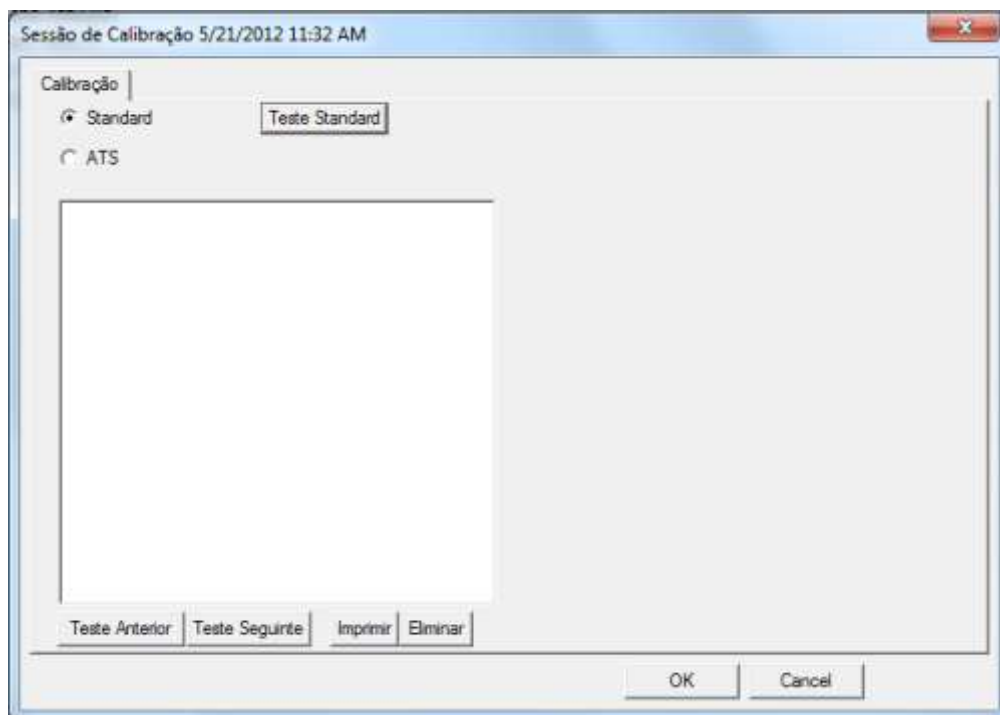 Sessão de Calibração 5/21/2012 11:32 AM
Calibração
Standard
Teste Standard
ATS
Teste Anterior
Teste Seguinte
Imprimir
Eliminar
OK
Cancel